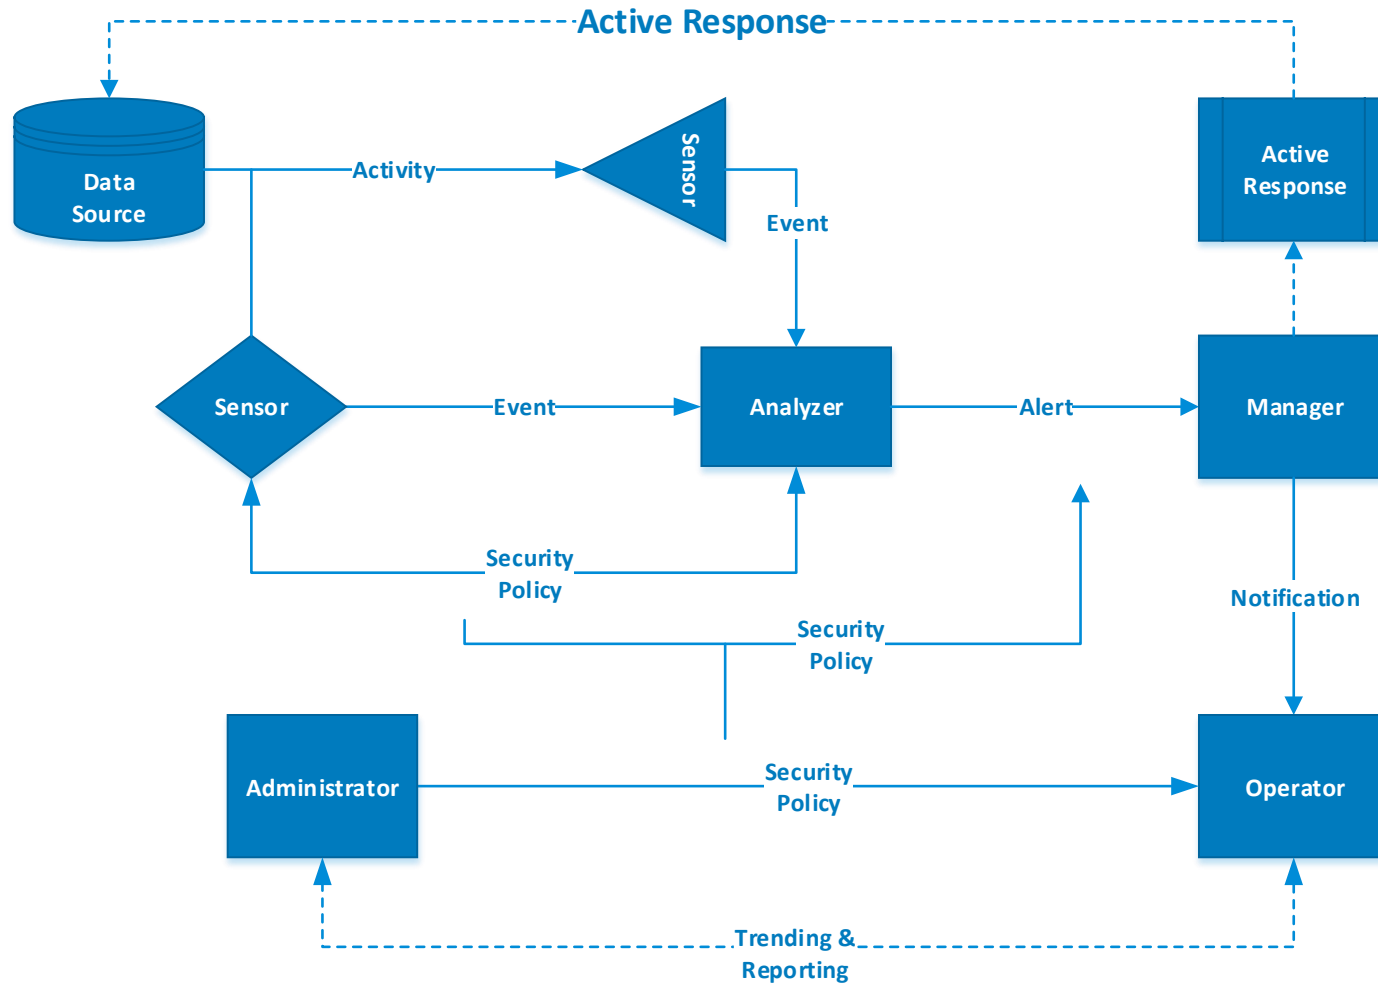 Active Response
Data
Source
Activity
Sensor
Event
Active
Response
Sensor
Event
Analyzer
Alert
Manager
Security
Policy
Notification
Security
Policy
Administrator
Security
Policy
Operator
Trending &
Reporting